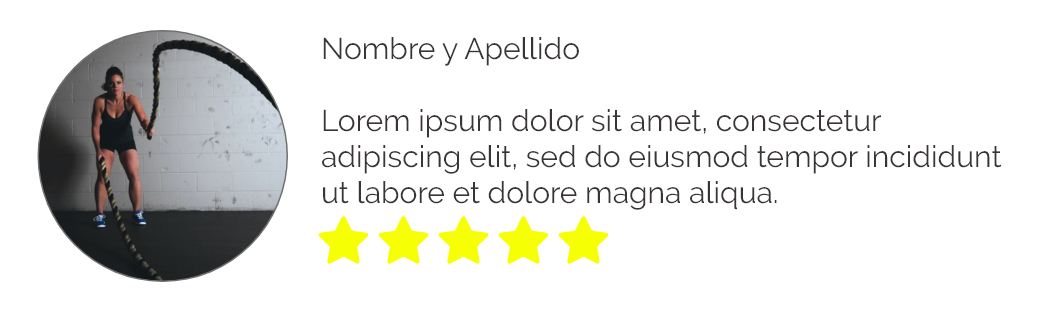 Nombre y Apellido
Lorem ipsum dolor sit amet, consectetur
adipiscing elit, sed do eiusmod tempor incididunt
ut labore et dolore magna aliqua.